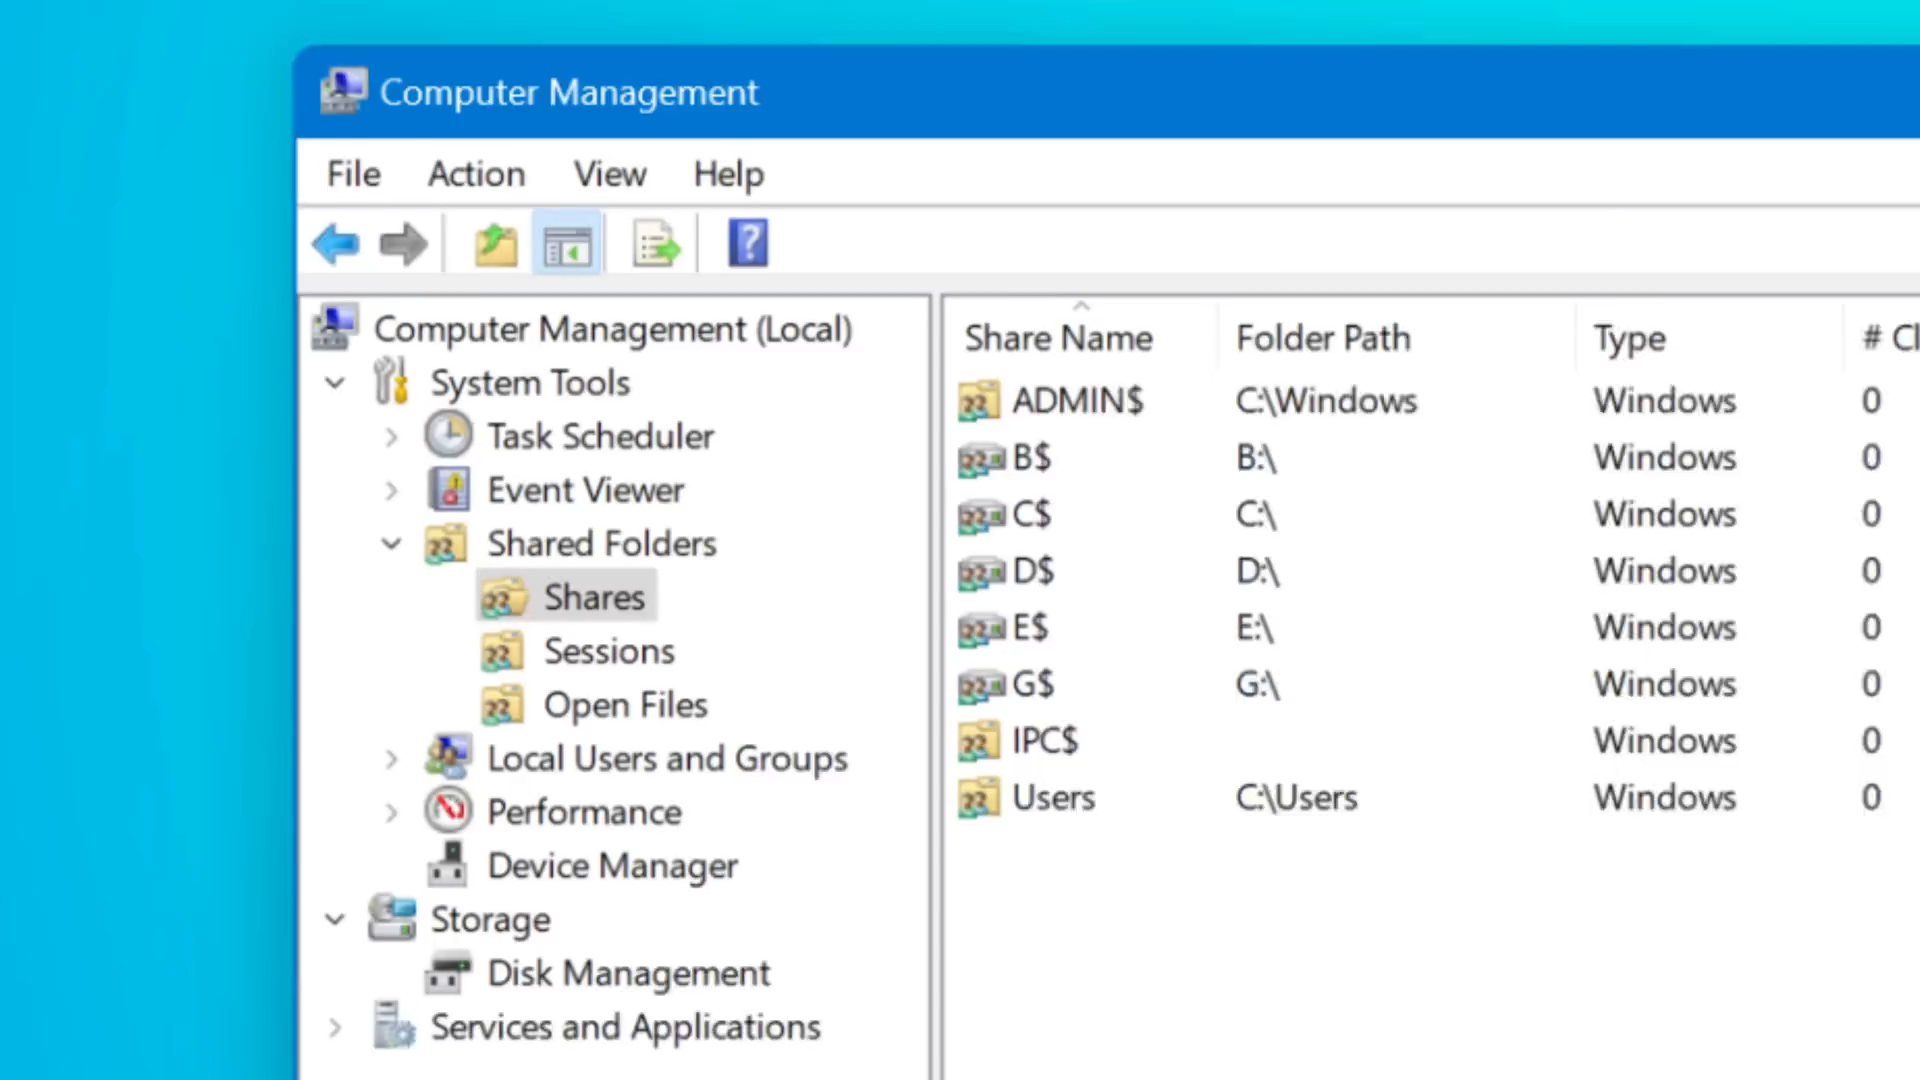 Computer Management
File Action View Help
Computer Management (Local)
System Tools
Task Scheduler
Event Viewer
Shared Folders
Shares
Sessions
Open Files
Local Users and Groups
Performance
Device Manager
Storage
Disk Management
Services and Applications
Share Name Folder Path Type # Cl
ADMIN$ C:\Windows Windows 0
B$ B:\ Windows 0
C$ C:\ Windows 0
D$ D:\ Windows 0
E$ E:\ Windows 0
G$ G:\ Windows 0
IPC$ Windows 0
Users C:\Users Windows 0